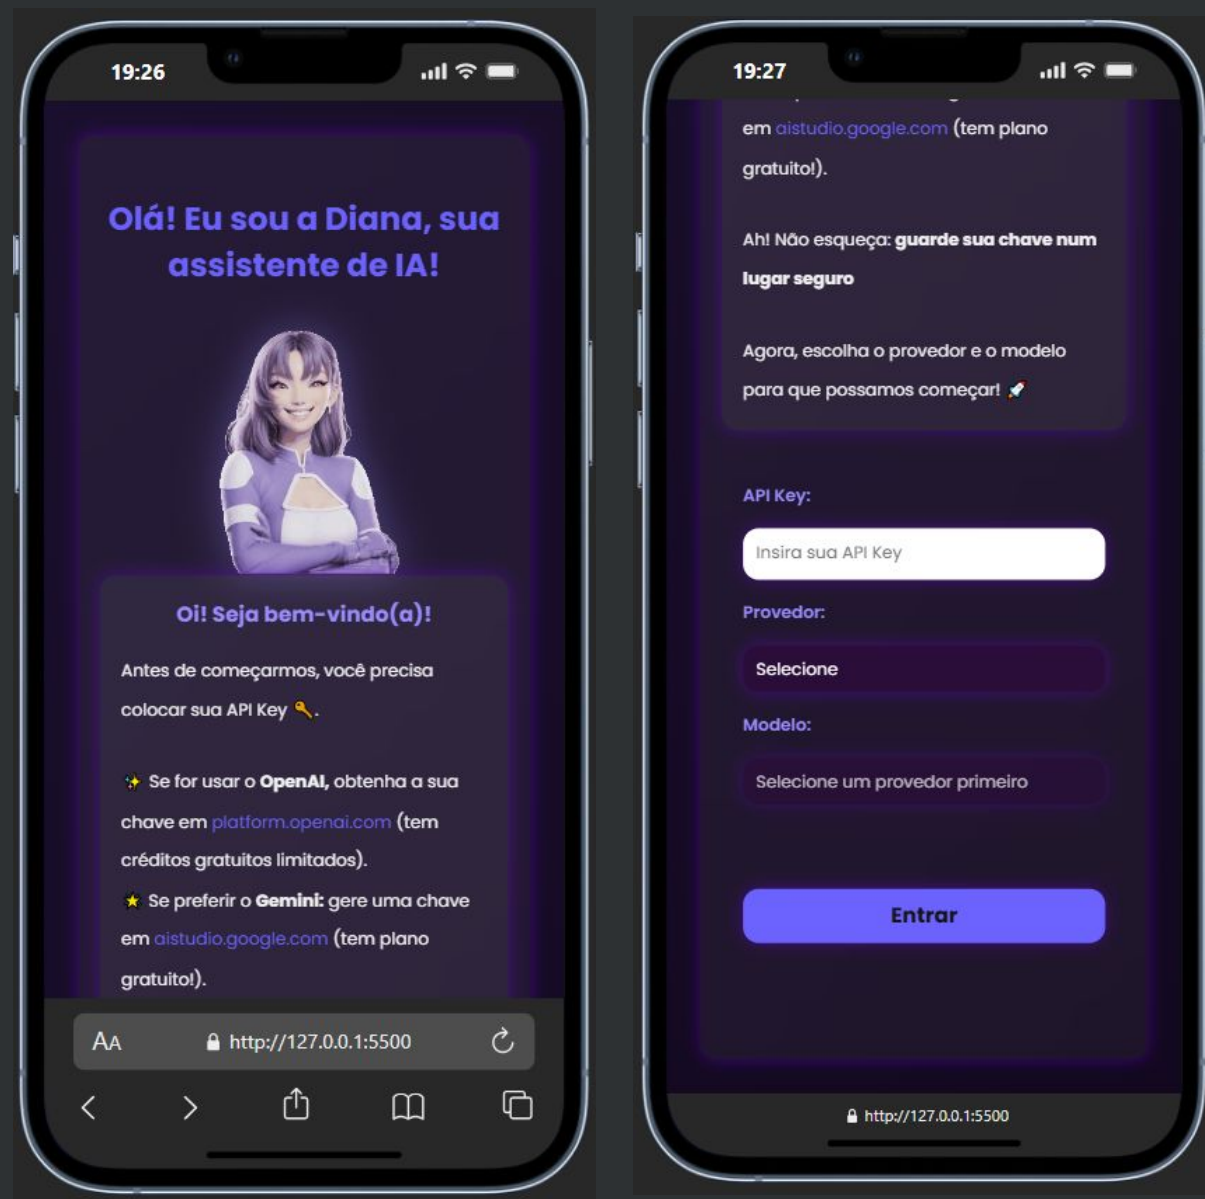 19:26
Olá! Eu sou a Diana, sua
assistente de IA!
Oi! Seja bem-vindo(a)!
Antes de começarmos, você precisa
colocar sua API Key 🔑.
✨ Se for usar o OpenAI, obtenha a sua
chave em platform.openai.com (tem
créditos gratuitos limitados).
⭐ Se preferir o Gemini: gere uma chave
em aistudio.google.com (tem plano
gratuito!).
AA
http://127.0.0.1:5500
19:27
em aistudio.google.com (tem plano
gratuito!).
Ah! Não esqueça: guarde sua chave num
lugar seguro
Agora, escolha o provedor e o modelo
para que possamos começar! 🚀
API Key:
Insira sua API Key
Provedor:
Selecione
Modelo:
Selecione um provedor primeiro
Entrar
http://127.0.0.1:5500